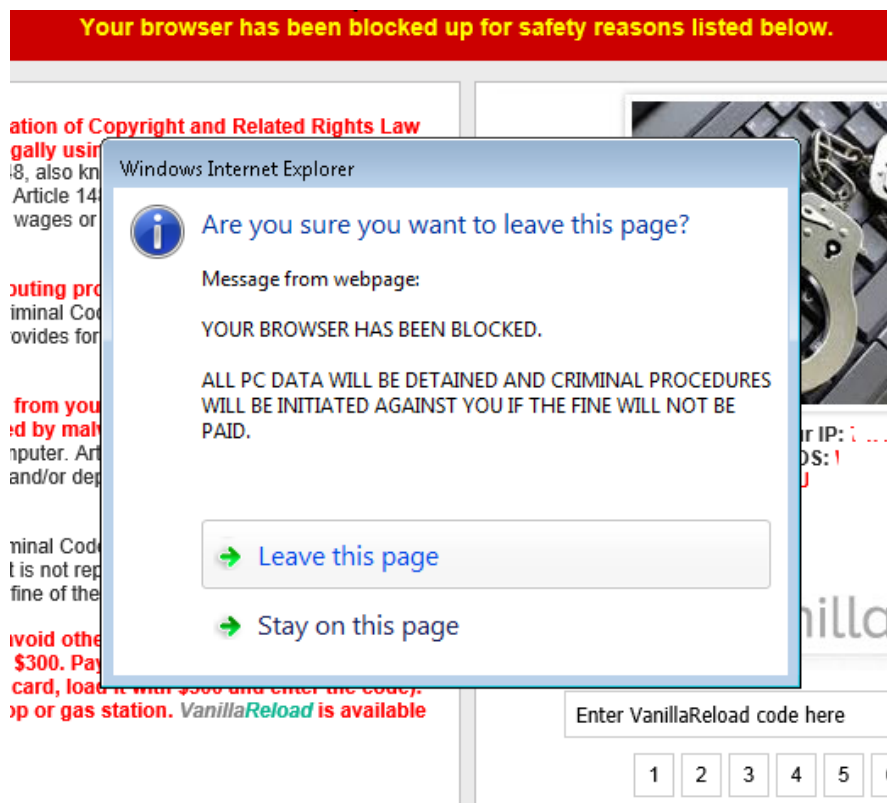 Your browser has been blocked up for safety reasons listed below.
ation of Copyright and Related Rights Law
gally usin
8, also kn
Article 148
wages or
Windows Internet Explorer
Are you sure you want to leave this page?
Message from webpage:
YOUR BROWSER HAS BEEN BLOCKED.
ALL PC DATA WILL BE DETAINED AND CRIMINAL PROCEDURES
WILL BE INITIATED AGAINST YOU IF THE FINE WILL NOT BE
PAID.
Leave this page
Stay on this page
outing pro
iminal Cod
ovides for
from you
ed by malw
mputer. Art
and/or dep
minal Code
t is not rep
fine of the
avoid othe
$300. Pay
card, load it with $300 and enter the code).
op or gas station. VanillaReload is available
ur IP:
OS:
nilla
Enter VanillaReload code here
1 2 3 4 5